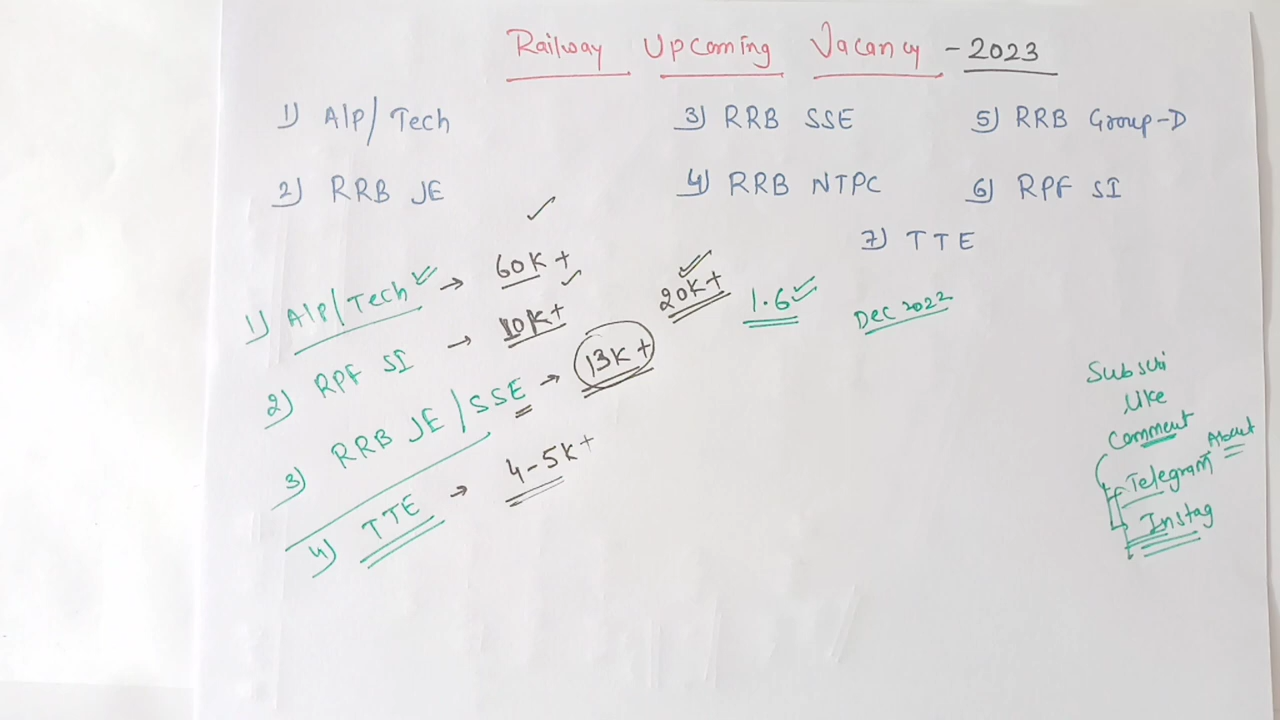 Railway Upcoming Vacancy - 2023
1) Alp/Tech
2) RRB JE
3) RRB SSE
4) RRB NTPC
5) RRB Group-D
6) RPF SI
7) TTE
1) Alp/Tech → 60K+
2) RPF SI → 10K+
3) RRB JE/SSE → 13K+
4) TTE → 4-5K+
20K+
1.6
Dec 2022
Subscri
Like
Comment
About
Telegram
Instag